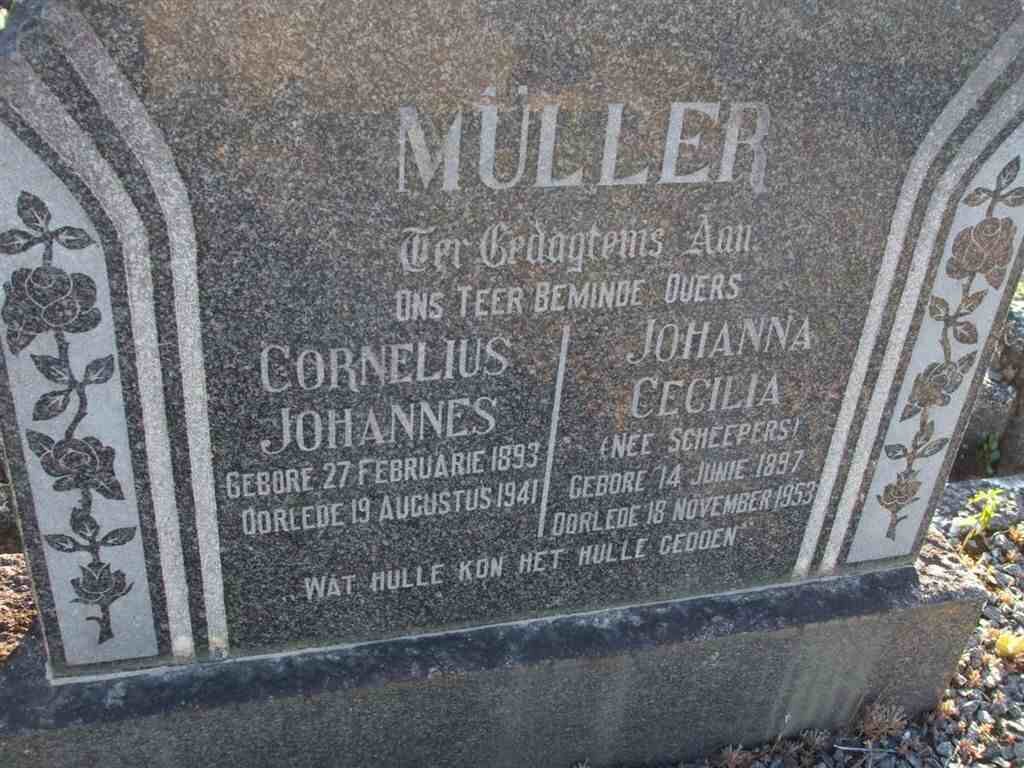 MÜLLER
Ter Gedagtenis Aan
ONS TEER BEMINDE OUERS
CORNELIUS
JOHANNES
GEBORE 27 FEBRUARIE 1893
OORLEDE 19 AUGUSTUS 1941
JOHANNA
CECILIA
(NEE SCHEEPERS)
GEBORE 14 JUNIE 1897
OORLEDE 18 NOVEMBER 1953
"WAT HULLE KON HET HULLE GEDOEN"